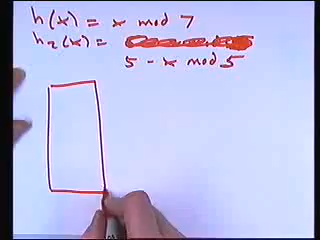 h(x) = x mod 7
h₂(x) =
5 - x mod 5